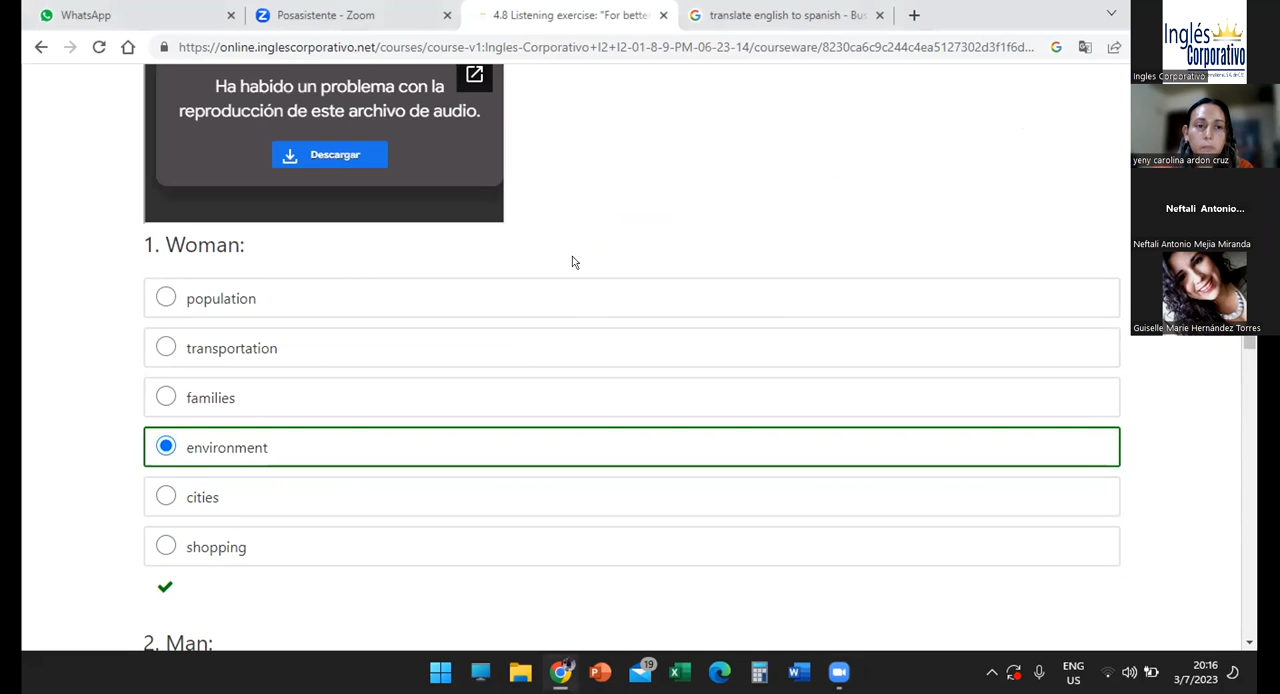 WhatsApp
Posasistente - Zoom
4.8 Listening exercise: "For bette
translate english to spanish - Bus
https://online.inglescorporativo.net/courses/course-v1:Ingles-Corporativo+I2+I2-01-8-9-PM-06-23-14/courseware/8230ca6c9c244c4ea5127302d3f1f6d...
Inglés
Corporativo
Ingles Corporativo
yeny carolina ardon cruz
Neftali Antonio...
Neftali Antonio Mejia Miranda
Guiselle Marie Hernández Torres
Ha habido un problema con la
reproducción de este archivo de audio.
Descargar
1. Woman:
population
transportation
families
environment
cities
shopping
2. Man:
19
ENG
US
20:16
3/7/2023